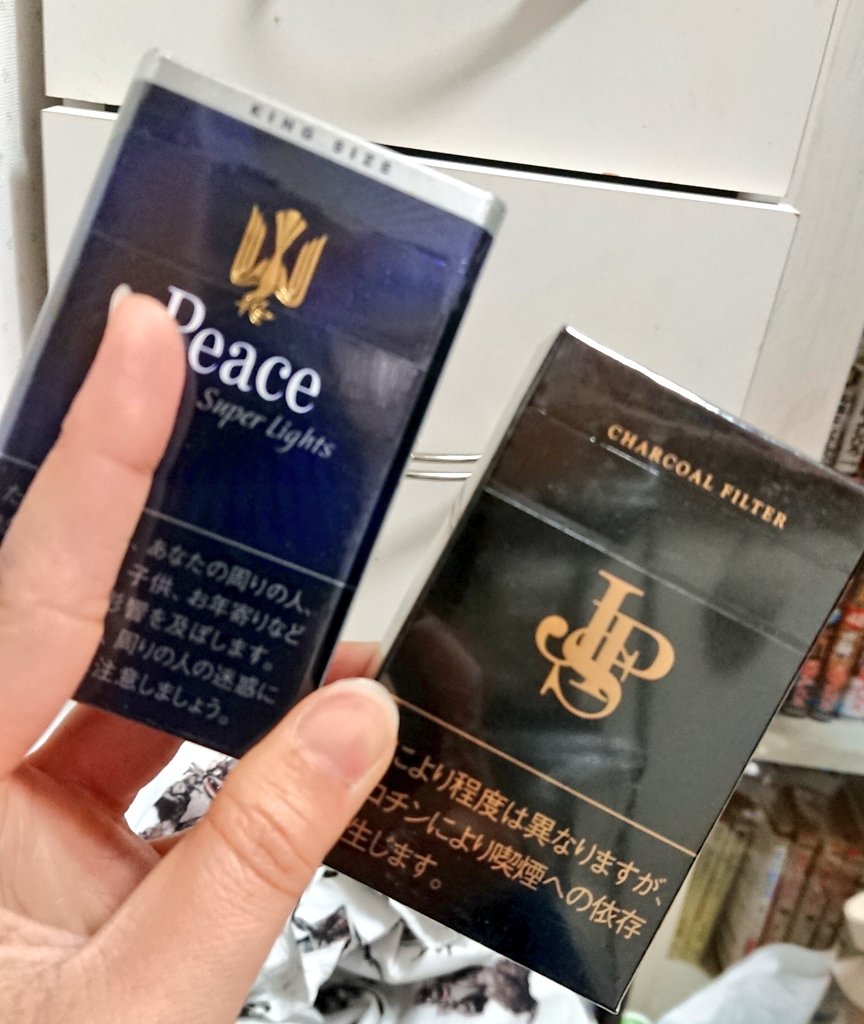 KING SIZE
Peace
Super Lights
た
、あなたの周りの人、
子供、お年寄りなど
影響を及ぼします。
周りの人の迷惑に
注意しましょう。
CHARCOAL FILTER
JPS
により程度は異なりますが、
コチンにより喫煙への依存
生じます。